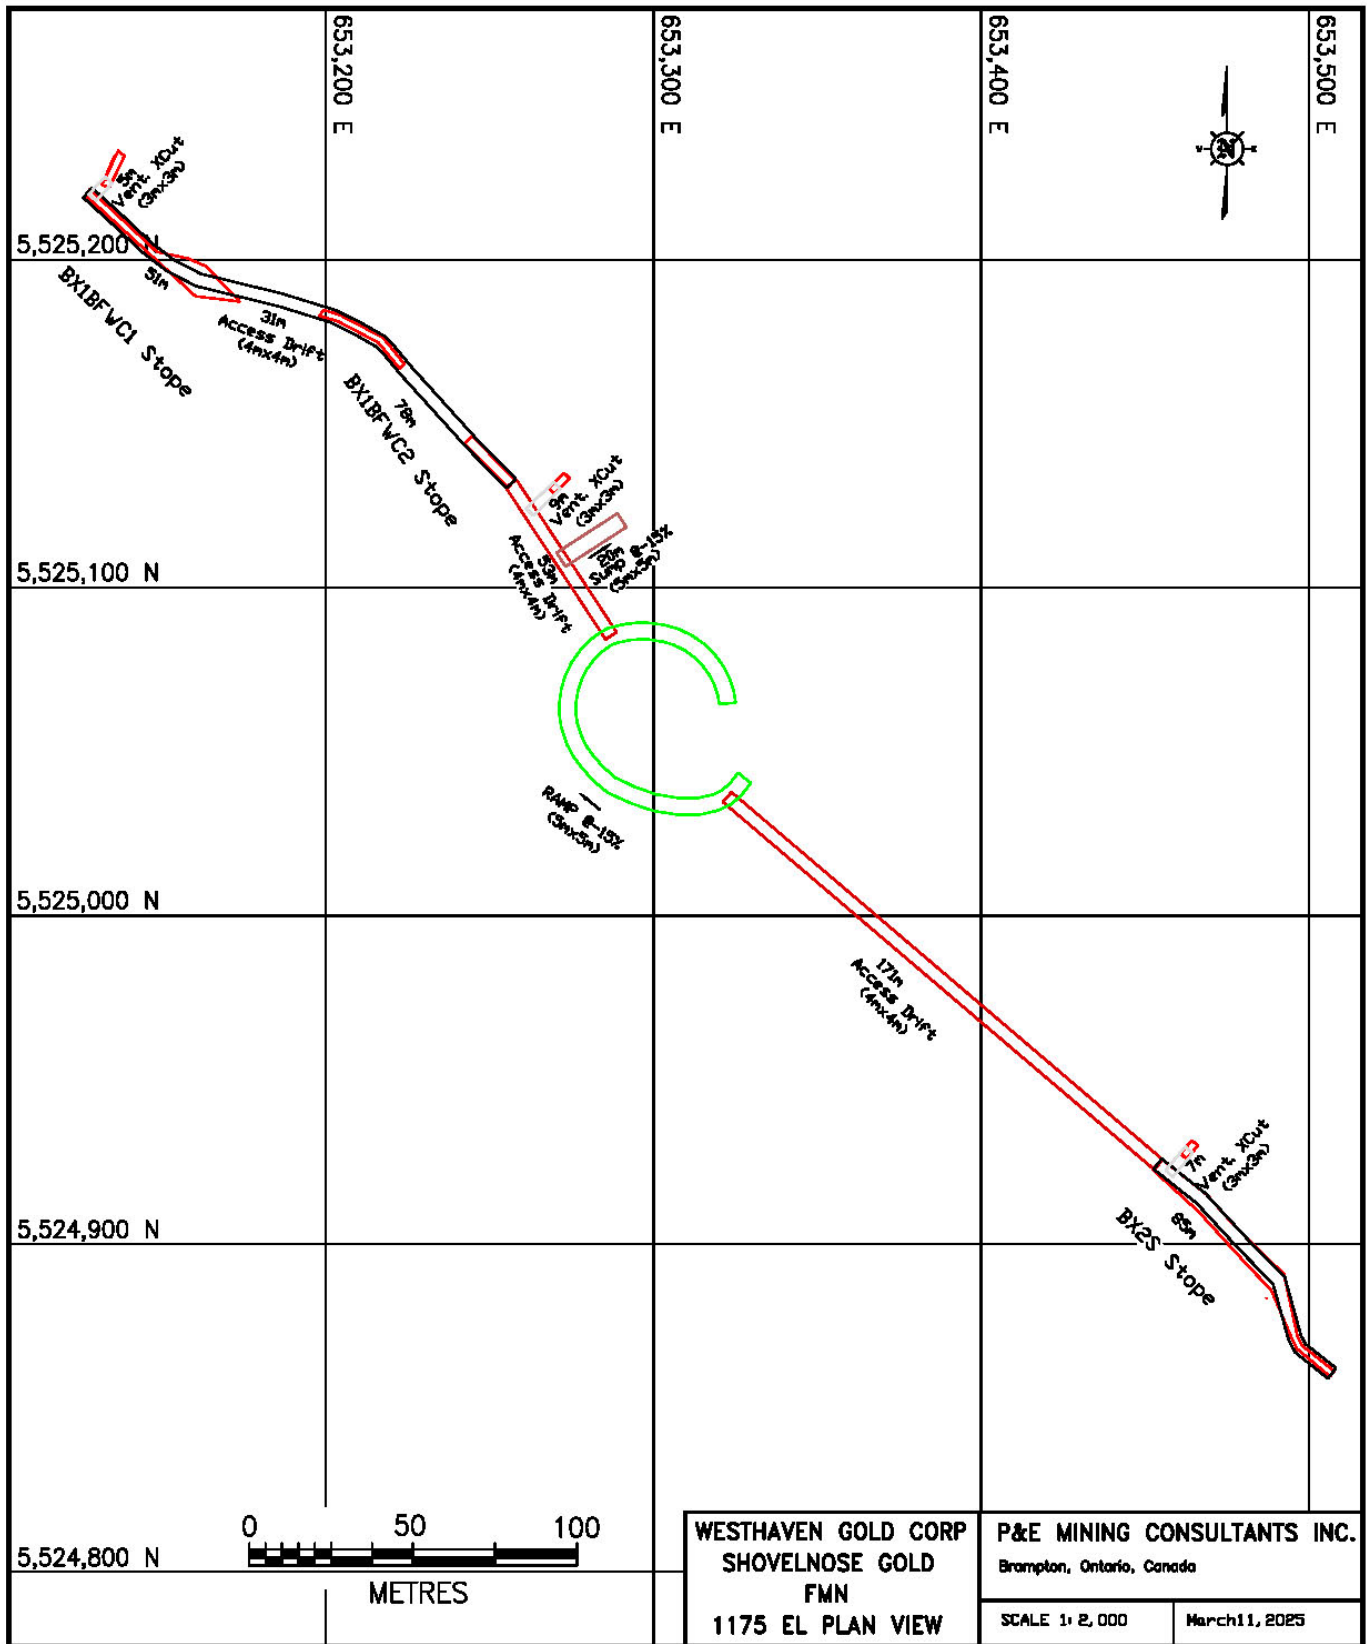 653,200 E
653,300 E
653,400 E
653,500 E
N
5m
Vent. XCut
(3mx3m)
5,525,200 N
51m
BX1BFWC1 Stope
31m
Access Drift
(4mx4m)
78m
BX1BFWC2 Stope
9m
Vent. XCut
(3mx3m)
20m
Sump @-15%
(5mx5m)
53m
Access Drift
(4mx4m)
5,525,100 N
RAMP @-15%
(5mx5m)
5,525,000 N
171m
Access Drift
(4mx4m)
7m
Vent. XCut
(3mx3m)
85m
BX2S Stope
5,524,900 N
5,524,800 N
0 50 100
METRES
WESTHAVEN GOLD CORP
SHOVELNOSE GOLD
FMN
1175 EL PLAN VIEW
P&E MINING CONSULTANTS INC.
Brampton, Ontario, Canada
SCALE 1: 2,000
March11, 2025